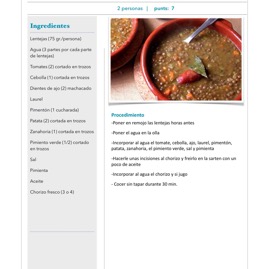 2 personas | punto: 7
Ingredientes
Lentejas (75 gr./persona)
Agua (3 partes por cada parte
de lentejas)
Tomates (2) cortado en trozos
Cebolla (1) cortado en trozos
Dientes de ajo (2) machacado
Laurel
Pimentón (1 cucharada)
Patata (2) cortada en trozos
Zanahoria (1) cortada en trozos
Pimiento verde (1/2) cortado
en trozos
Sal
Pimienta
Aceite
Chorizo fresco (3 o 4)
Procedimiento
-Poner en remojo las lentejas horas antes
-Poner el agua en la olla
-Incorporar al agua el tomate, cebolla, ajo, laurel, pimentón,
patata, zanahoria, el pimiento verde, sal y pimienta
-Hacerle unas incisiones al chorizo y freírlo en la sartén con un
poco de aceite
-Incorporar al agua el chorizo y si jugo
- Cocer sin tapar durante 30 min.